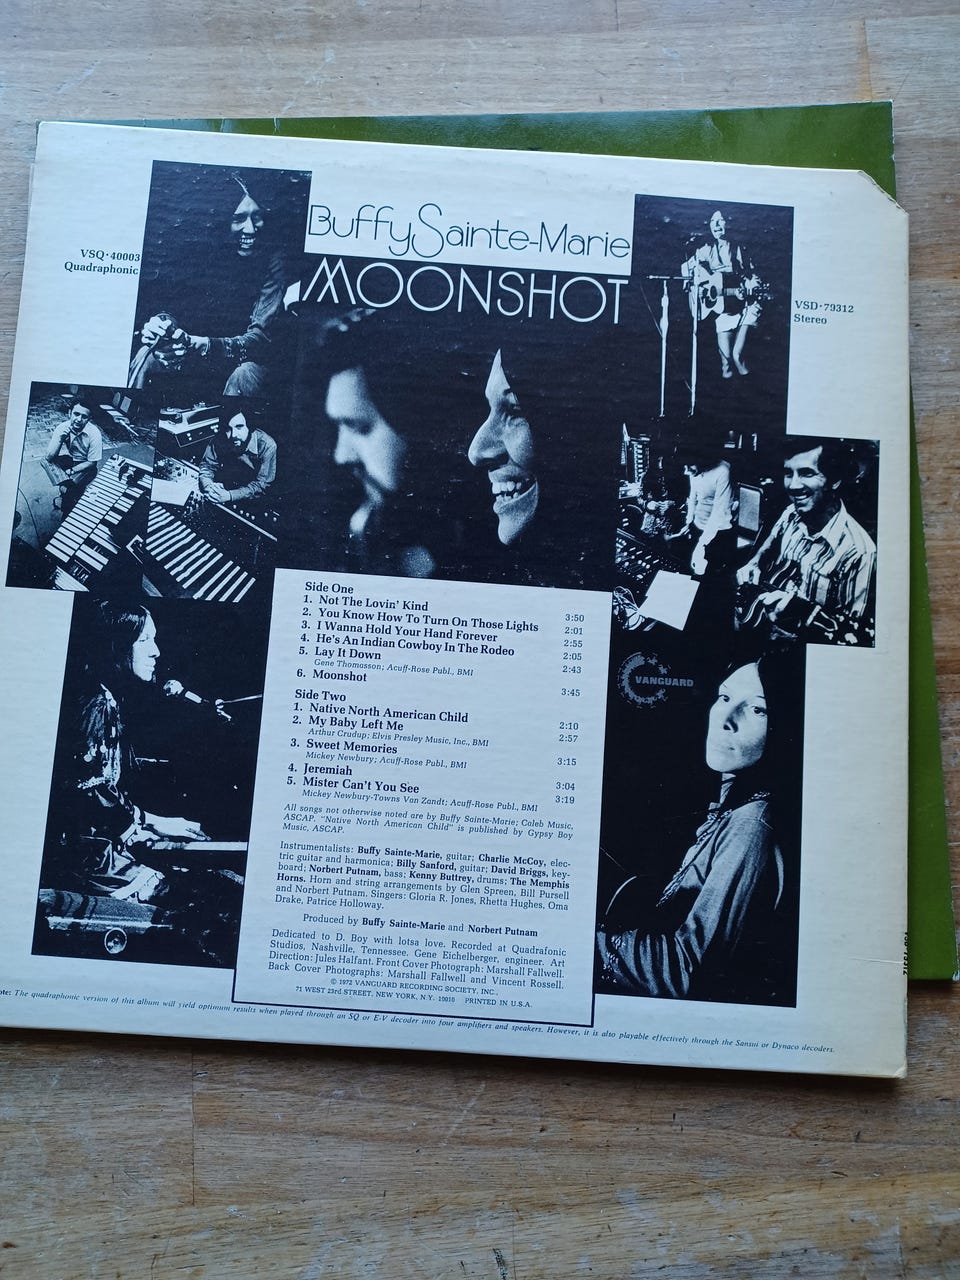 Buffy Sainte-Marie
MOONSHOT
VSQ·40003
Quadraphonic
VSD·79312
Stereo
VANGUARD
Side One
1. Not The Lovin' Kind 3:50
2. You Know How To Turn On Those Lights 2:01
3. I Wanna Hold Your Hand Forever 2:55
4. He's An Indian Cowboy In The Rodeo 2:05
5. Lay It Down 2:43
Gene Thomasson; Acuff-Rose Publ., BMI
6. Moonshot 3:45
Side Two
1. Native North American Child 2:10
2. My Baby Left Me 2:57
Arthur Crudup; Elvis Presley Music, Inc., BMI
3. Sweet Memories 3:15
Mickey Newbury; Acuff-Rose Publ., BMI
4. Jeremiah 3:04
5. Mister Can't You See 3:19
Mickey Newbury-Towns Van Zandt; Acuff-Rose Publ., BMI
All songs not otherwise noted are by Buffy Sainte-Marie; Caleb Music,
ASCAP. "Native North American Child" is published by Gypsy Boy
Music, ASCAP.
Instrumentalists: Buffy Sainte-Marie, guitar; Charlie McCoy, elec-
tric guitar and harmonica; Billy Sanford, guitar; David Briggs, key-
board; Norbert Putnam, bass; Kenny Buttrey, drums; The Memphis
Horns. Horn and string arrangements by Glen Spreen, Bill Pursell
and Norbert Putnam. Singers: Gloria R. Jones, Rhetta Hughes, Oma
Drake, Patrice Holloway.
Produced by Buffy Sainte-Marie and Norbert Putnam
Dedicated to D. Boy with lotsa love. Recorded at Quadrafonic
Studios, Nashville, Tennessee. Gene Eichelberger, engineer. Art
Direction: Jules Halfant. Front Cover Photograph: Marshall Fallwell.
Back Cover Photographs: Marshall Fallwell and Vincent Rossell.
© 1972 VANGUARD RECORDING SOCIETY, INC.,
71 WEST 23rd STREET, NEW YORK, N.Y. 10010 PRINTED IN U.S.A.
ote: The quadraphonic version of this album will yield optimum results when played through an SQ or E-V decoder into four amplifiers and speakers. However, it is also playable effectively through the Sansui or Dynaco decoders.